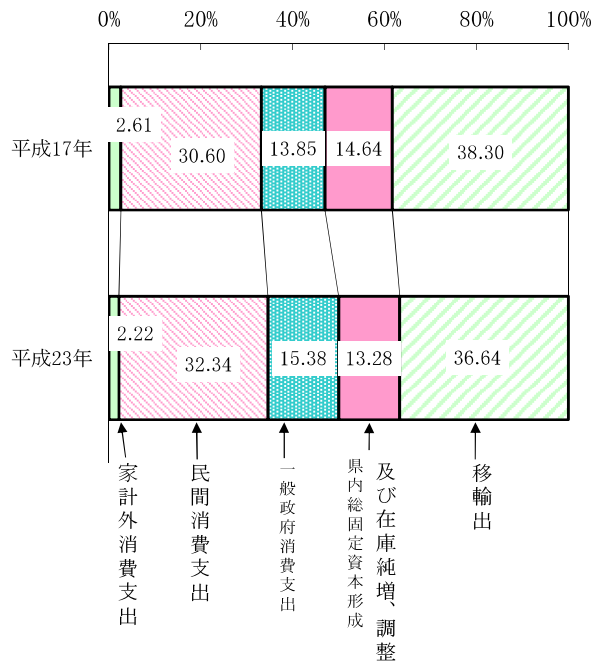 0% 20% 40% 60% 80% 100%
平成17年
2.61
30.60
13.85
14.64
38.30
平成23年
2.22
32.34
15.38
13.28
36.64
家計外消費支出
民間消費支出
一般政府消費支出
県内総固定資本形成
及び在庫純増、調整
移輸出